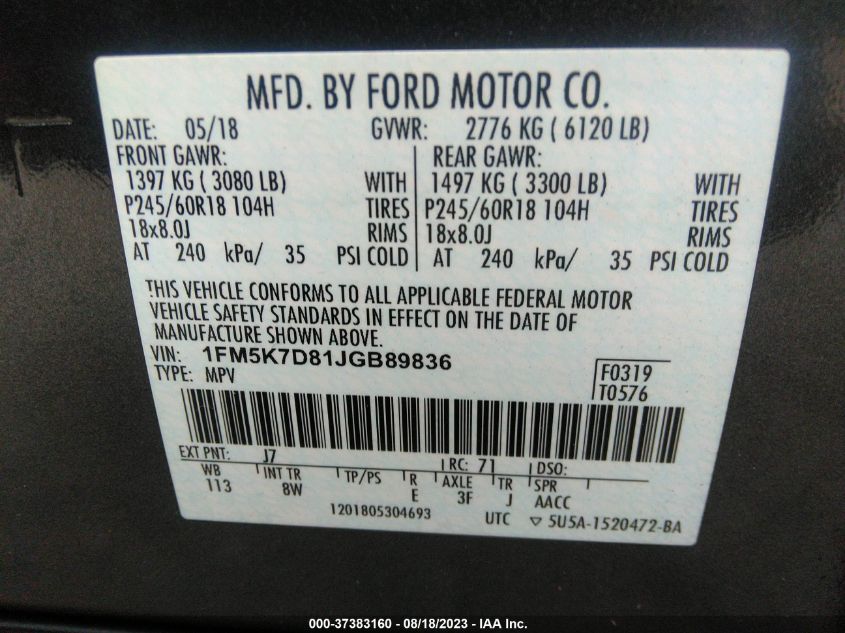 MFD. BY FORD MOTOR CO.
DATE: 05/18 GVWR: 2776 KG ( 6120 LB)
FRONT GAWR: REAR GAWR:
1397 KG ( 3080 LB) WITH 1497 KG ( 3300 LB) WITH
P245/60R18 104H TIRES P245/60R18 104H TIRES
18x8.0J RIMS 18x8.0J RIMS
AT 240 kPa/ 35 PSI COLD AT 240 kPa/ 35 PSI COLD
THIS VEHICLE CONFORMS TO ALL APPLICABLE FEDERAL MOTOR
VEHICLE SAFETY STANDARDS IN EFFECT ON THE DATE OF
MANUFACTURE SHOWN ABOVE.
VIN: 1FM5K7D81JGB89836 F0319
TYPE: MPV T0576
EXT PNT: J7 RC: 71 DSO:
WB INT TR TP/PS R AXLE TR SPR
113 8W E 3F J AACC
1201805304693 UTC ▽ 5U5A-1520472-BA
000-37383160 - 08/18/2023 - IAA Inc.